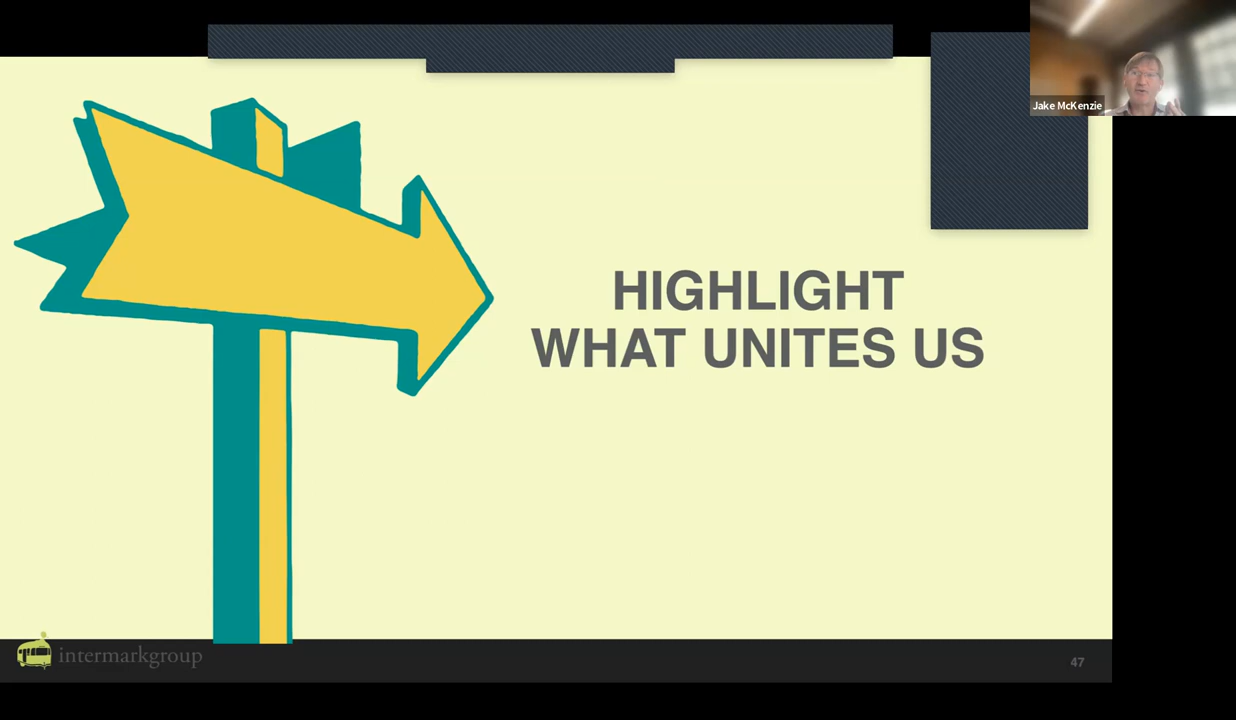 Jake McKenzie
HIGHLIGHT
WHAT UNITES US
intermarkgroup
47